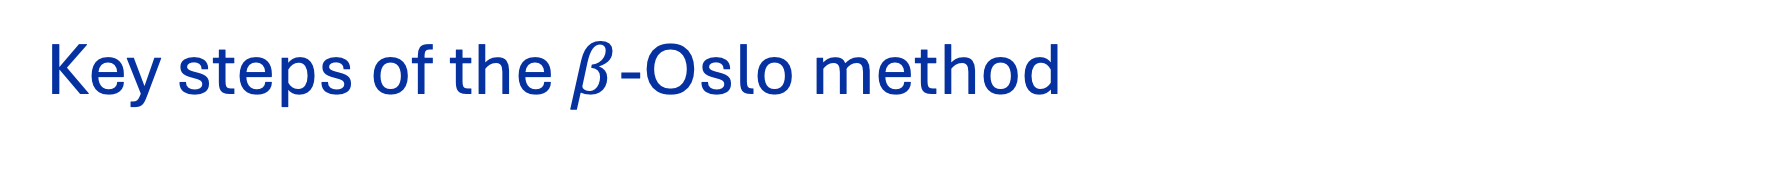 Key steps of the β-Oslo method